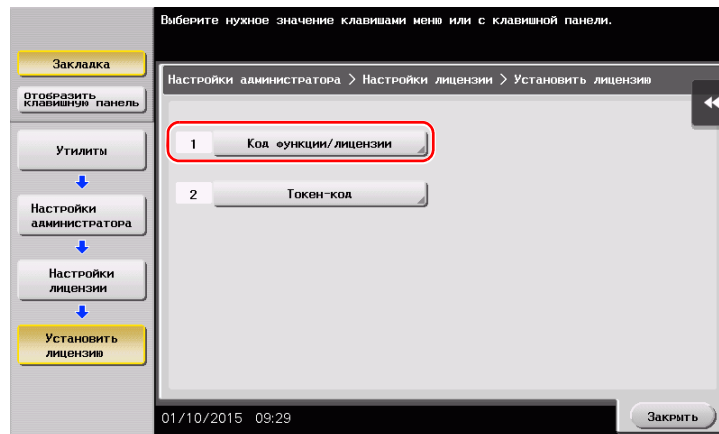 Выберите нужное значение клавишами меню или с клавишной панели.
Закладка
Отобразить
клавишную панель
Утилиты
Настройки
администратора
Настройки
лицензии
Установить
лицензию
Настройки администратора > Настройки лицензии > Установить лицензию
1 Код функции/лицензии
2 Токен-код
01/10/2015 09:29
Закрыть